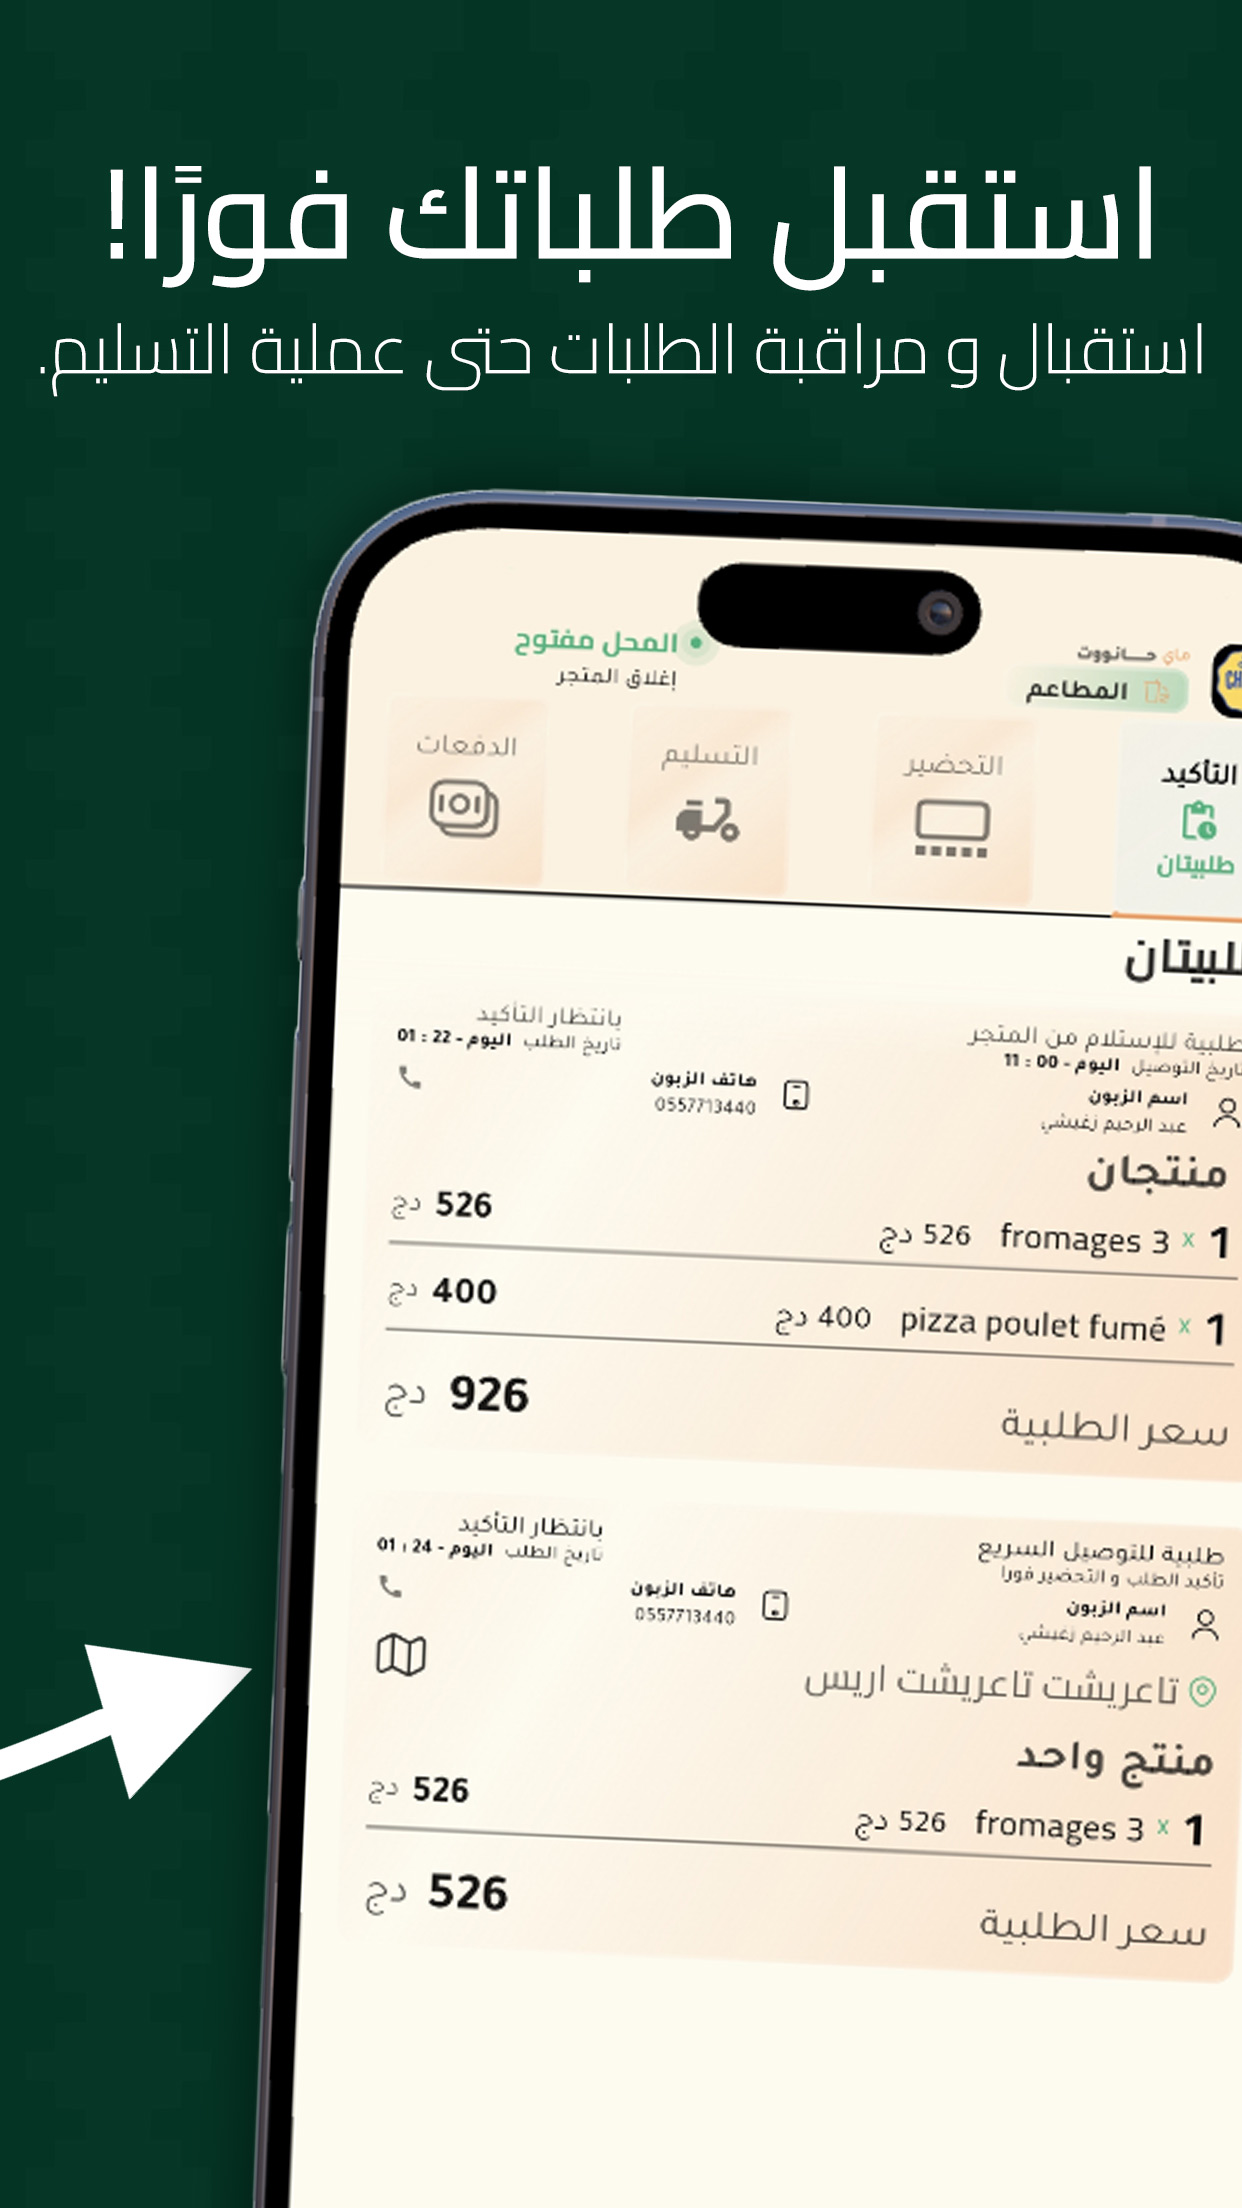 استقبل طلباتك فورًا!
استقبال و مراقبة الطلبات حتى عملية التسليم.
ماي حـــانووت
المطاعم
المحل مفتوح
إغلاق المتجر
التأكيد
طلبيتان
التحضير
التسليم
الدفعات
طلبية للإستلام من المتجر
بانتظار التأكيد
تاريخ التوصيل اليوم - 00 : 11
تاريخ الطلب اليوم - 22 : 01
اسم الزبون
عبد الرحيم زغيشي
هاتف الزبون
0557713440
منتجان
1 x 3 fromages 526 دج 526 دج
1 x pizza poulet fumé 400 دج 400 دج
سعر الطلبية 926 دج
طلبية للتوصيل السريع
تأكيد الطلب و التحضير فورا
بانتظار التأكيد
تاريخ الطلب اليوم - 24 : 01
اسم الزبون
عبد الرحيم زغيشي
هاتف الزبون
0557713440
تاعريشت تاعريشت اريس
منتج واحد
1 x 3 fromages 526 دج 526 دج
سعر الطلبية 526 دج